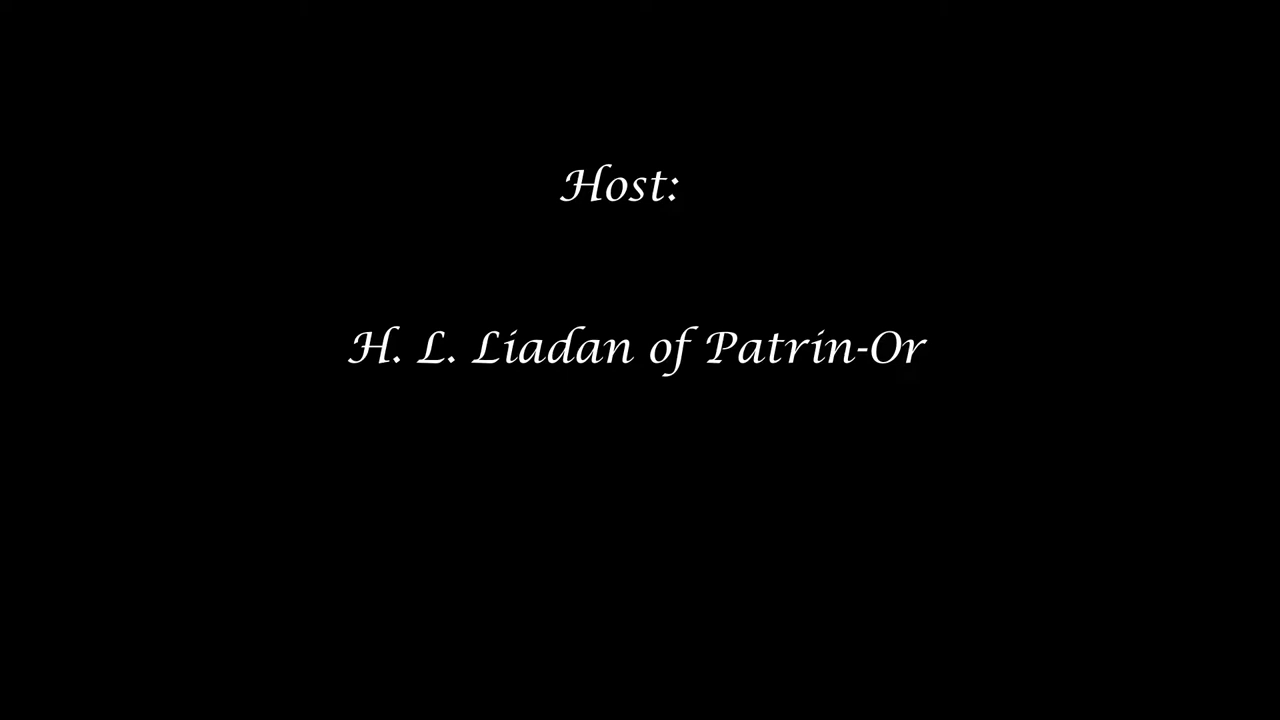 Host:
H. L. Liadan of Patrin-Or